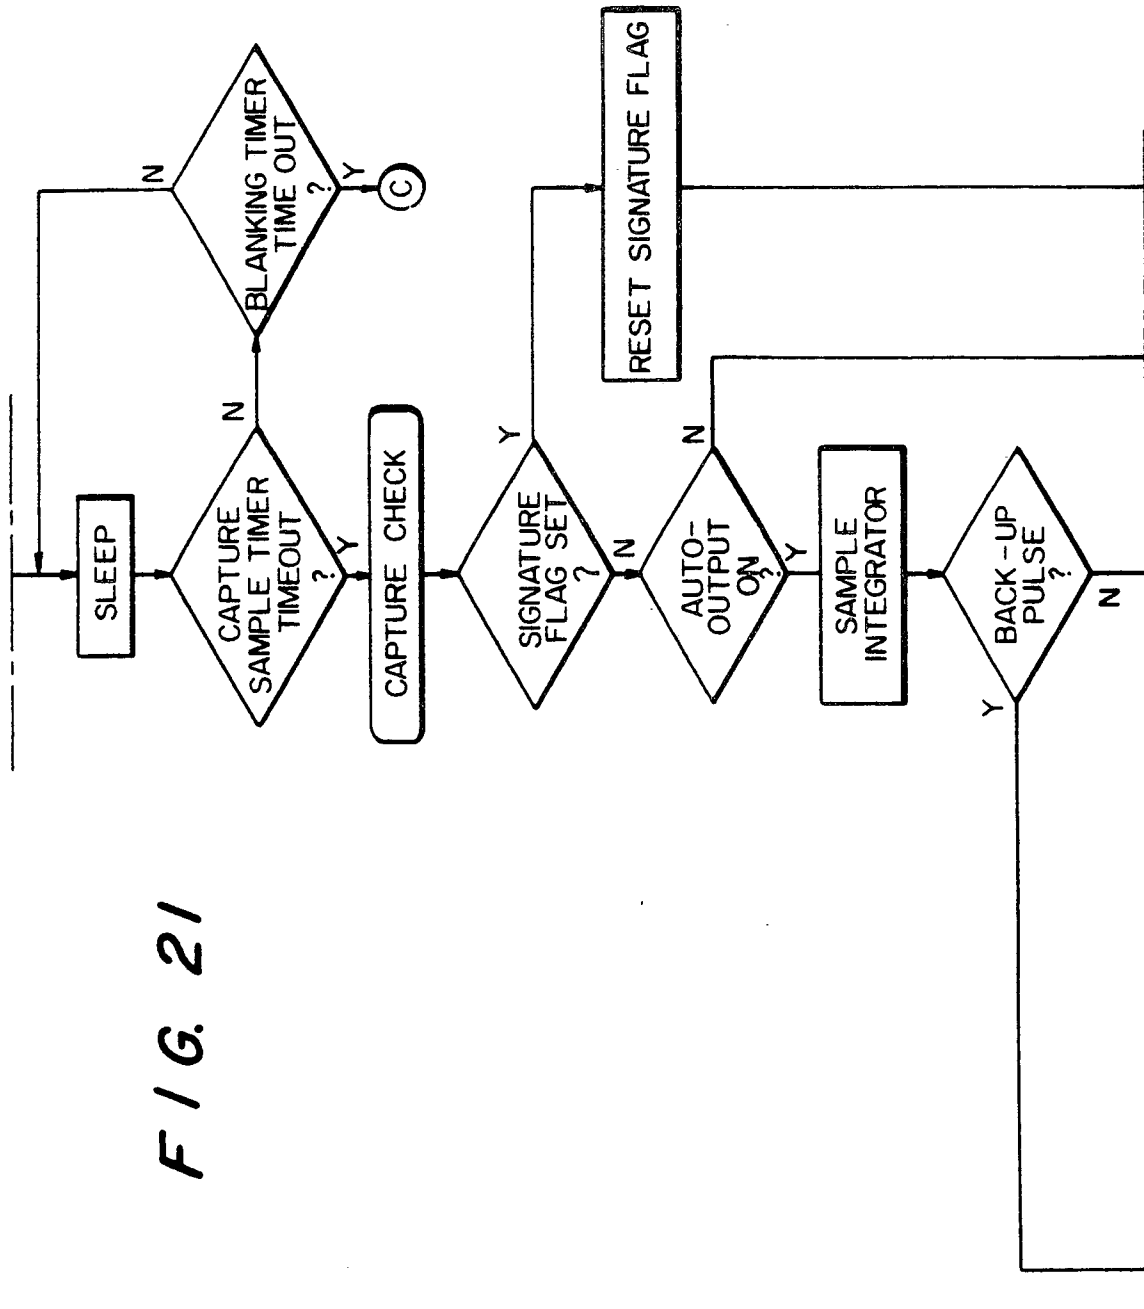 FIG. 21
SLEEP
CAPTURE
SAMPLE TIMER
TIMEOUT
?
N
Y
BLANKING TIMER
TIME OUT
?
N
Y
C
CAPTURE CHECK
SIGNATURE
FLAG SET
?
Y
N
RESET SIGNATURE FLAG
AUTO-
OUTPUT
ON
?
N
Y
SAMPLE
INTEGRATOR
BACK-UP
PULSE
?
Y
N